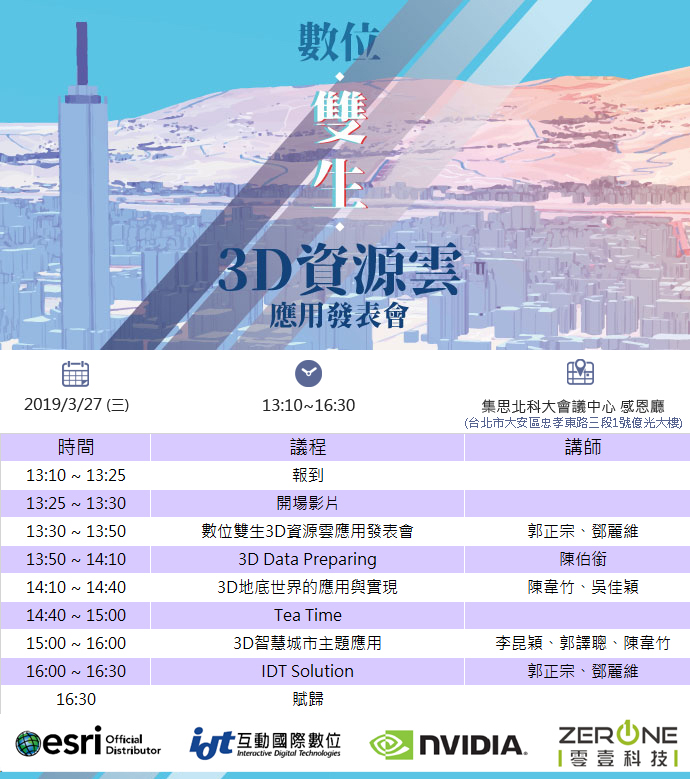 數位
雙
生
3D資源雲
應用發表會
2019/3/27 (三)
13:10~16:30
集思北科大會議中心 感恩廳
(台北市大安區忠孝東路三段1號億光大樓)
時間 議程 講師
13:10 ~ 13:25 報到
13:25 ~ 13:30 開場影片
13:30 ~ 13:50 數位雙生3D資源雲應用發表會 郭正宗、鄧麗維
13:50 ~ 14:10 3D Data Preparing 陳伯銜
14:10 ~ 14:40 3D地底世界的應用與實現 陳韋竹、吳佳穎
14:40 ~ 15:00 Tea Time
15:00 ~ 16:00 3D智慧城市主題應用 李昆穎、郭譯聰、陳韋竹
16:00 ~ 16:30 IDT Solution 郭正宗、鄧麗維
16:30 賦歸
esri Official Distributor
idt 互動國際數位
Interactive Digital Technologies
NVIDIA.
ZERONE
零壹科技